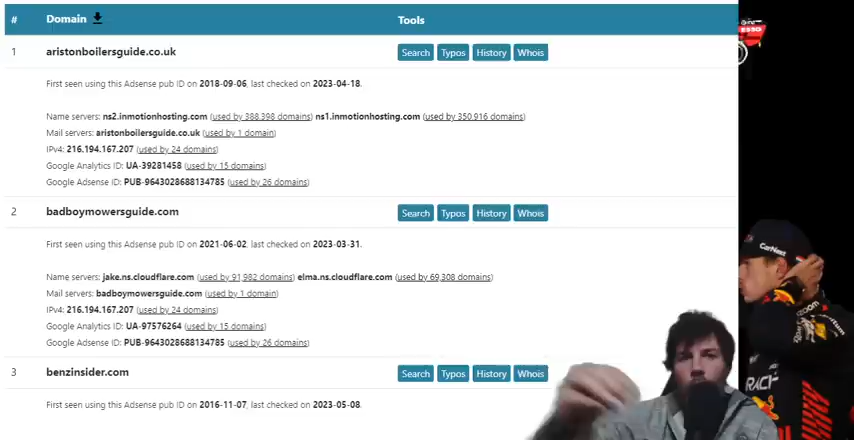 # Domain Tools
1 aristonboilersguide.co.uk Search Typos History Whois
First seen using this Adsense pub ID on 2018-09-06, last checked on 2023-04-18.
Name servers: ns2.inmotionhosting.com (used by 388,398 domains) ns1.inmotionhosting.com (used by 350,916 domains)
Mail servers: aristonboilersguide.co.uk (used by 1 domain)
IPv4: 216.194.167.207 (used by 24 domains)
Google Analytics ID: UA-39281458 (used by 15 domains)
Google Adsense ID: PUB-9643028688134785 (used by 26 domains)
2 badboymowersguide.com Search Typos History Whois
First seen using this Adsense pub ID on 2021-06-02, last checked on 2023-03-31.
Name servers: jake.ns.cloudflare.com (used by 91,982 domains) elma.ns.cloudflare.com (used by 69,308 domains)
Mail servers: badboymowersguide.com (used by 1 domain)
IPv4: 216.194.167.207 (used by 24 domains)
Google Analytics ID: UA-97576264 (used by 15 domains)
Google Adsense ID: PUB-9643028688134785 (used by 26 domains)
3 benzinsider.com Search Typos History Whois
First seen using this Adsense pub ID on 2016-11-07, last checked on 2023-05-08.
CarNext